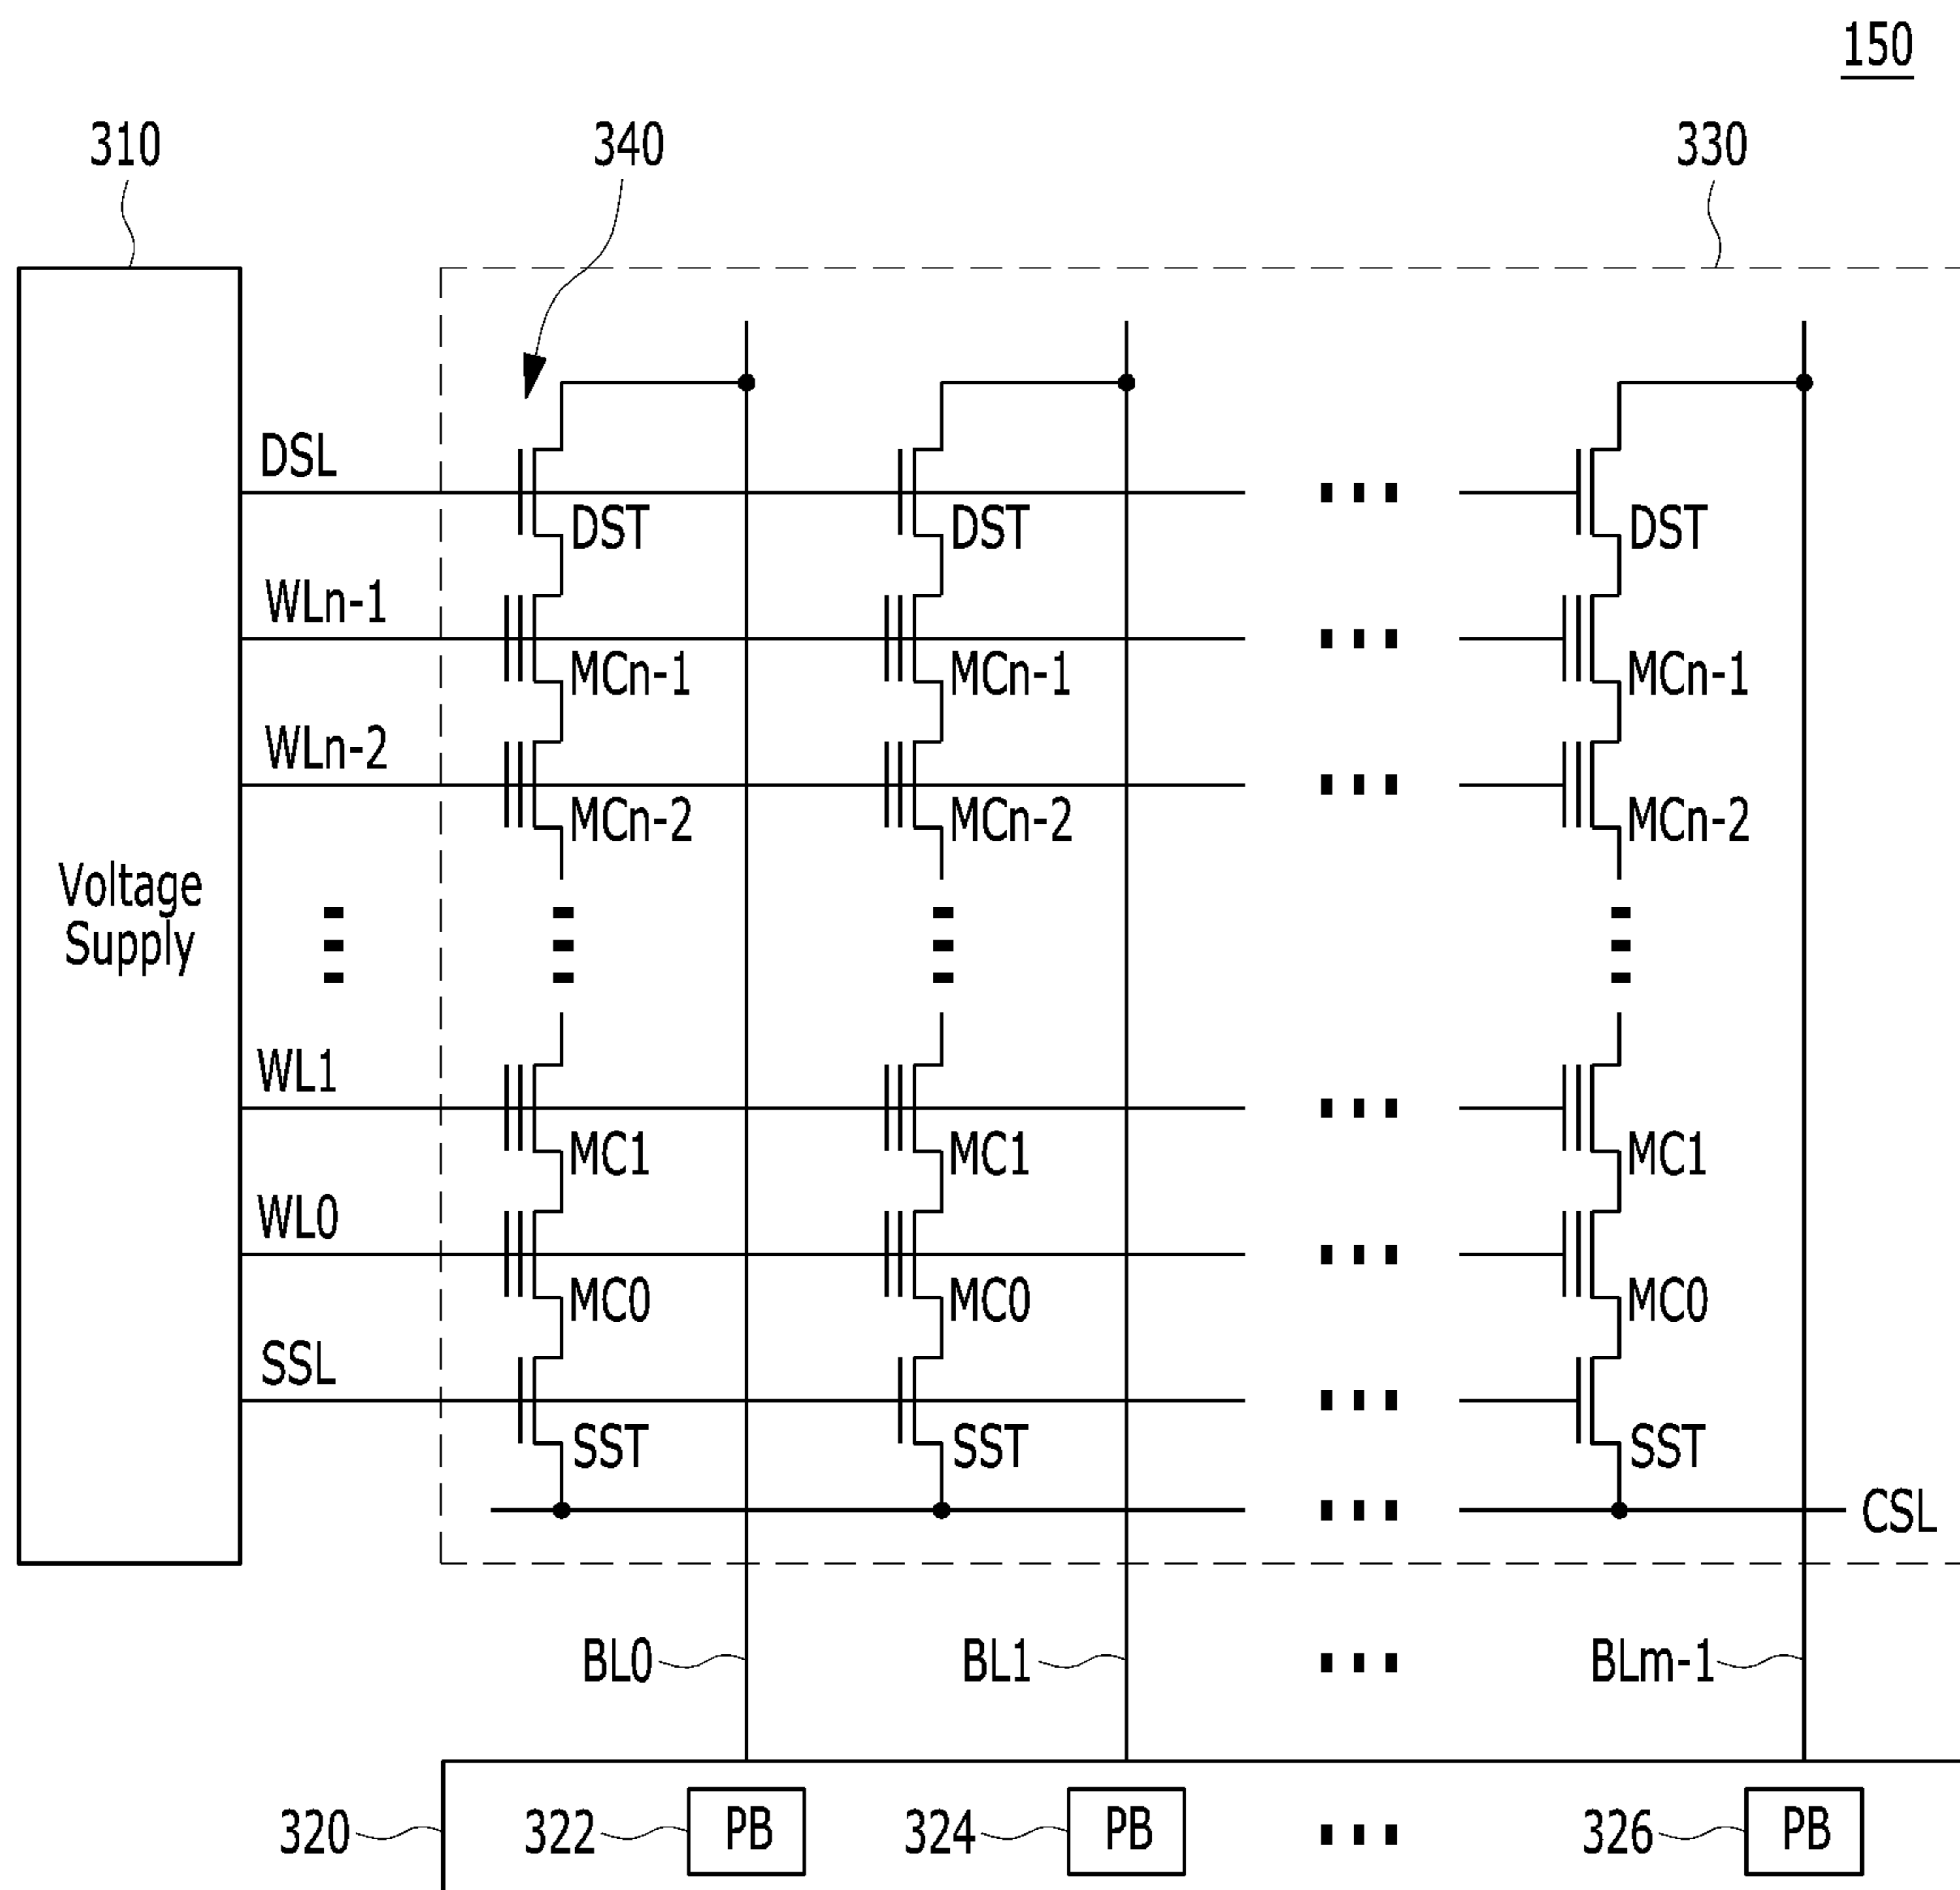 150
310
340
330
DSL
DST
DST
DST
WLn-1
MCn-1
MCn-1
MCn-1
WLn-2
MCn-2
MCn-2
MCn-2
Voltage
Supply
WL1
MC1
MC1
MC1
WL0
MC0
MC0
MC0
SSL
SST
SST
SST
CSL
BL0
BL1
BLm-1
320
322
PB
324
PB
326
PB